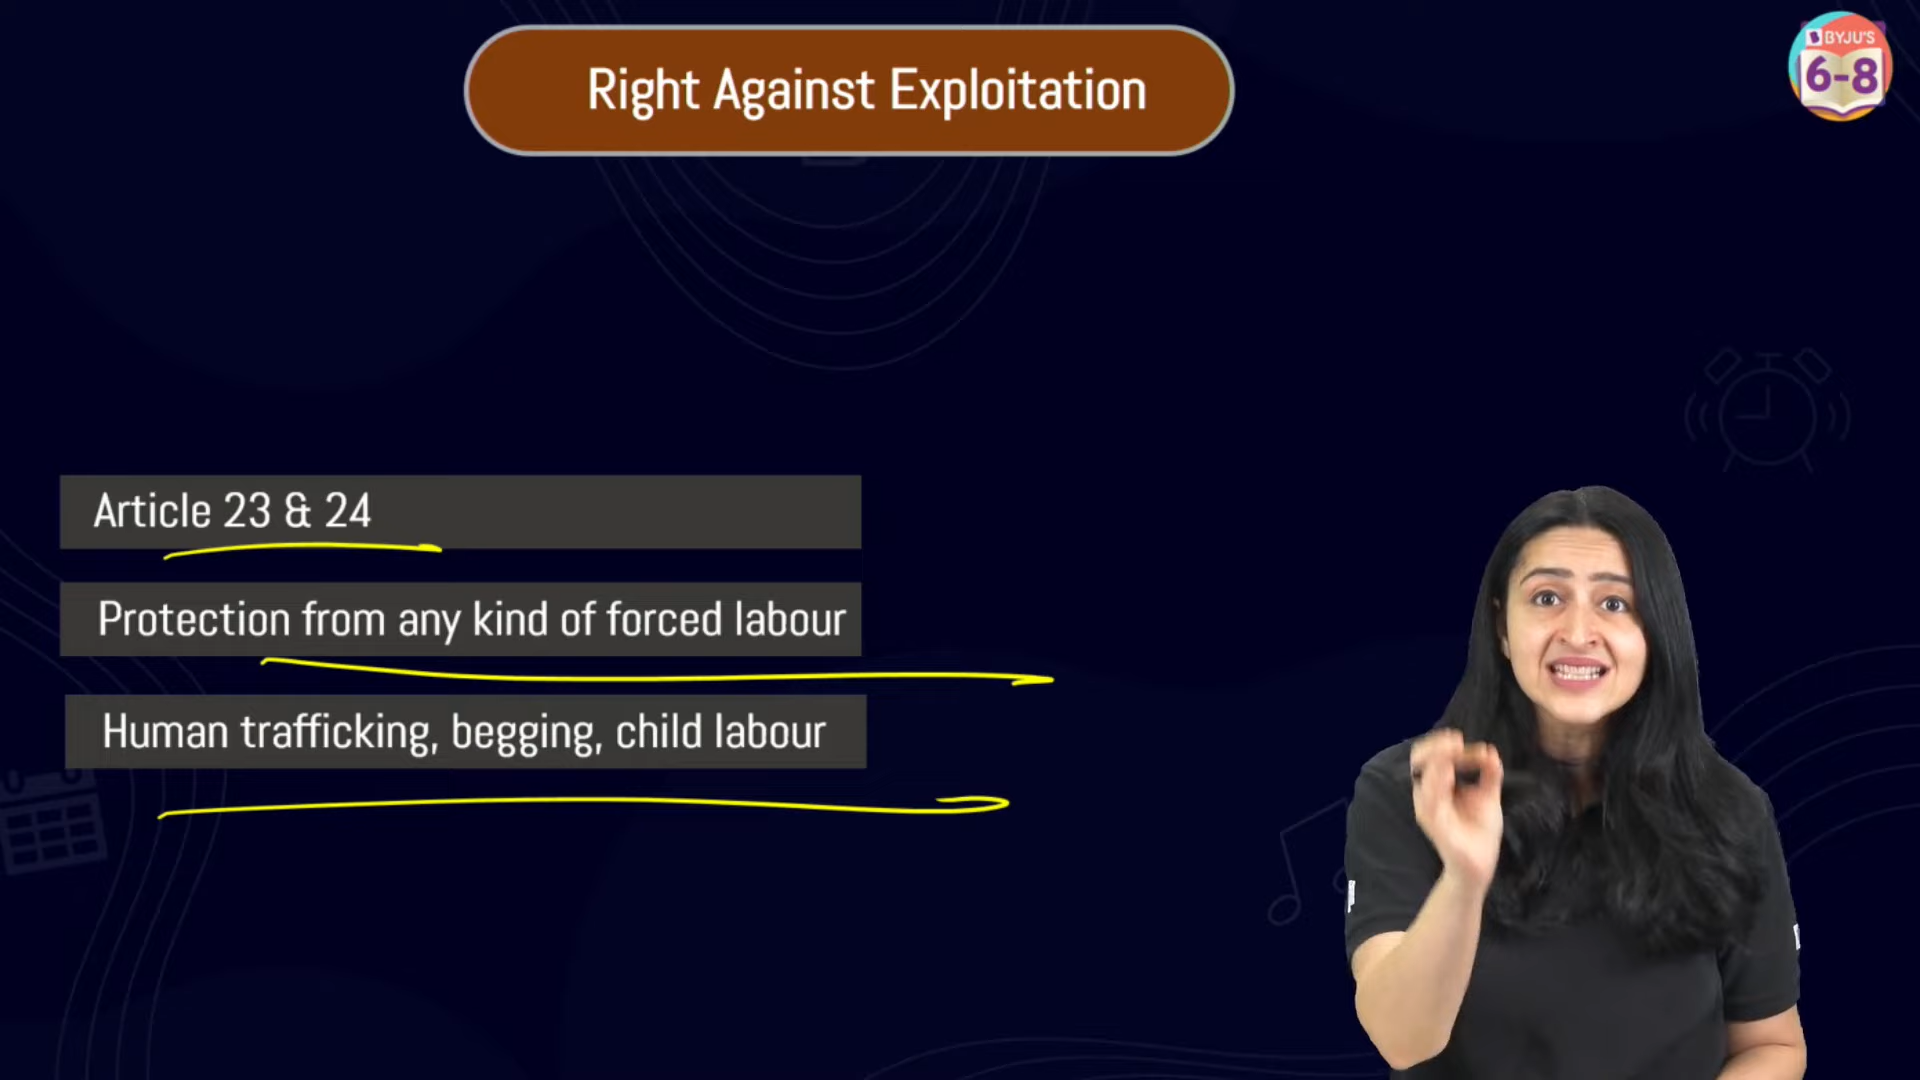 Right Against Exploitation
BYJU'S
6-8
Article 23 & 24
Protection from any kind of forced labour
Human trafficking, begging, child labour